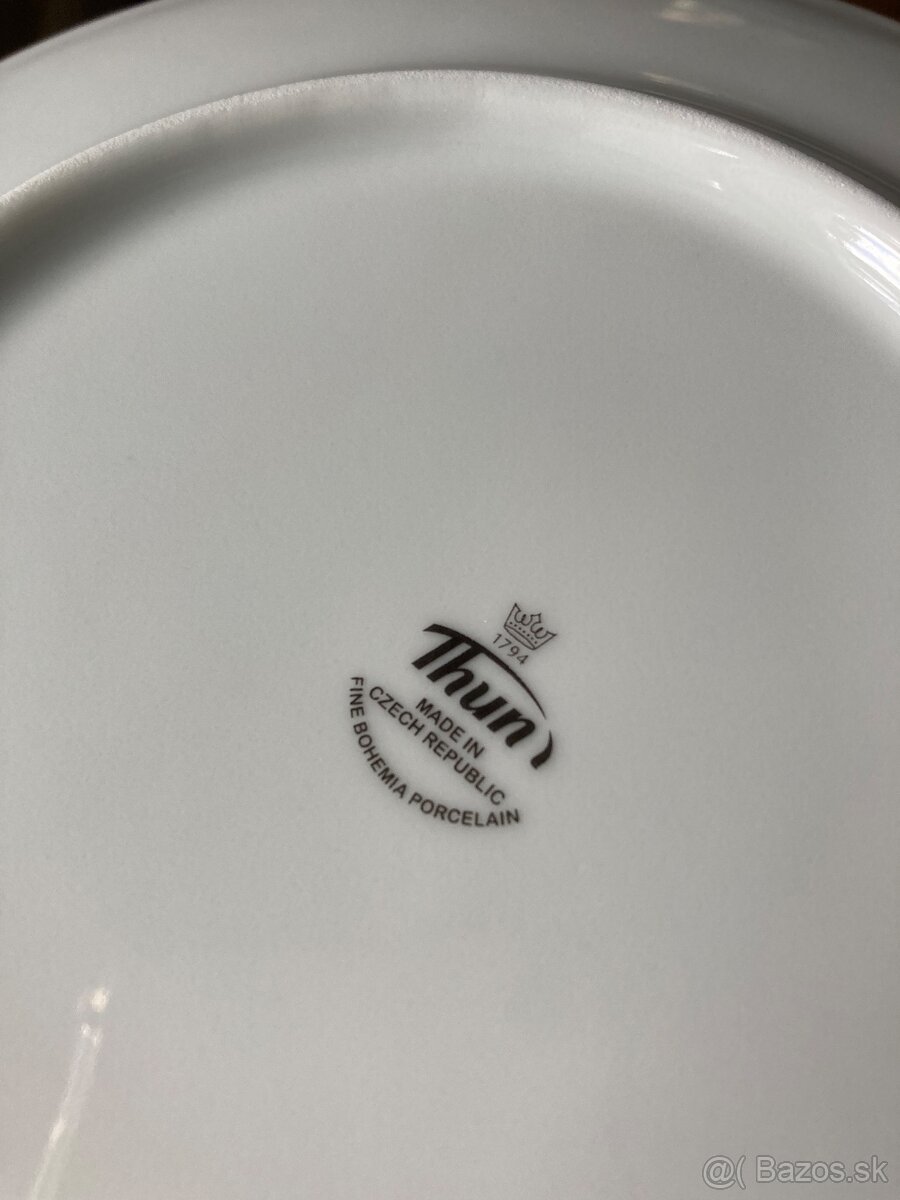 1794
Thun
MADE IN
CZECH REPUBLIC
FINE BOHEMIA PORCELAIN
@( Bazos.sk